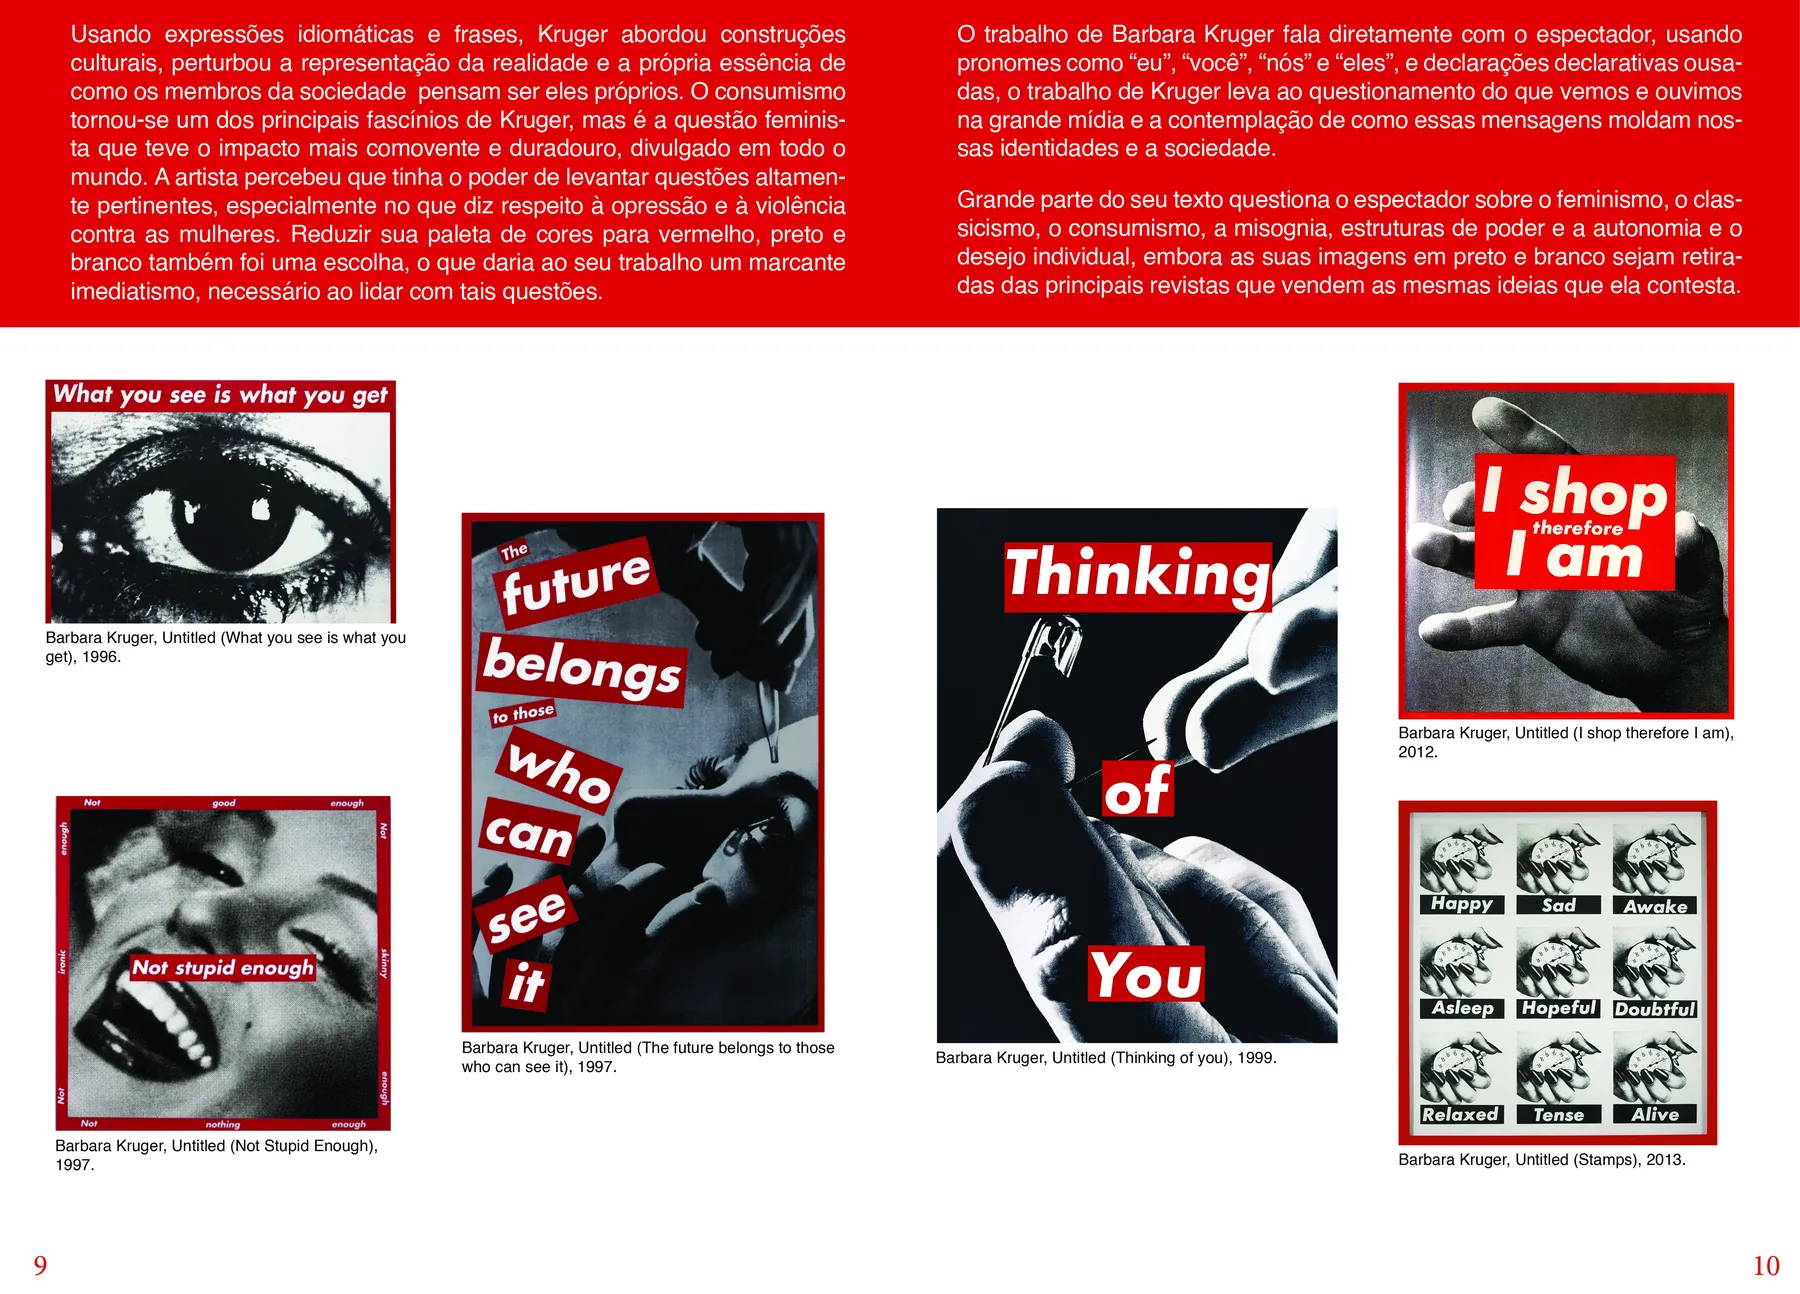 Usando expressões idiomáticas e frases, Kruger abordou construções
culturais, perturbou a representação da realidade e a própria essência de
como os membros da sociedade  pensam ser eles próprios. O consumismo
tornou-se um dos principais fascínios de Kruger, mas é a questão feminis-
ta que teve o impacto mais comovente e duradouro, divulgado em todo o
mundo. A artista percebeu que tinha o poder de levantar questões altamen-
te pertinentes, especialmente no que diz respeito à opressão e à violência
contra as mulheres. Reduzir sua paleta de cores para vermelho, preto e
branco também foi uma escolha, o que daria ao seu trabalho um marcante
imediatismo, necessário ao lidar com tais questões.
What you see is what you get
Barbara Kruger, Untitled (What you see is what you
get), 1996.
Not good enough
Not
skinny
enough
enough
ironic
Not
Not stupid enough
Not nothing enough
Barbara Kruger, Untitled (Not Stupid Enough),
1997.
The
future
belongs
to those
who
can
see
it
Barbara Kruger, Untitled (The future belongs to those
who can see it), 1997.
9
O trabalho de Barbara Kruger fala diretamente com o espectador, usando
pronomes como “eu”, “você”, “nós” e “eles”, e declarações declarativas ousa-
das, o trabalho de Kruger leva ao questionamento do que vemos e ouvimos
na grande mídia e a contemplação de como essas mensagens moldam nos-
sas identidades e a sociedade.
Grande parte do seu texto questiona o espectador sobre o feminismo, o clas-
sicismo, o consumismo, a misognia, estruturas de poder e a autonomia e o
desejo individual, embora as suas imagens em preto e branco sejam retira-
das das principais revistas que vendem as mesmas ideias que ela contesta.
Thinking
of
You
Barbara Kruger, Untitled (Thinking of you), 1999.
I shop
therefore
I am
Barbara Kruger, Untitled (I shop therefore I am),
2012.
Happy Sad Awake
Asleep Hopeful Doubtful
Relaxed Tense Alive
Barbara Kruger, Untitled (Stamps), 2013.
10